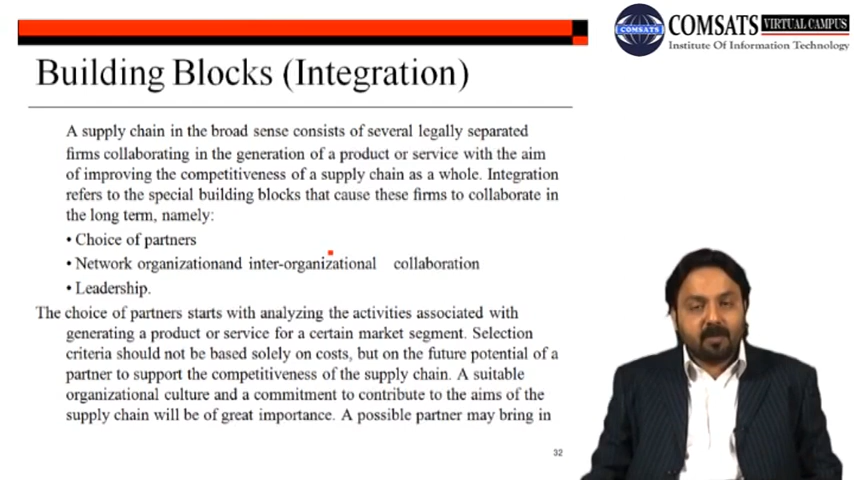 COMSATS
COMSATS VIRTUAL CAMPUS
Institute Of Information Technology
Building Blocks (Integration)
A supply chain in the broad sense consists of several legally separated
firms collaborating in the generation of a product or service with the aim
of improving the competitiveness of a supply chain as a whole. Integration
refers to the special building blocks that cause these firms to collaborate in
the long term, namely:
• Choice of partners
• Network organizationand inter-organizational collaboration
• Leadership.
The choice of partners starts with analyzing the activities associated with
generating a product or service for a certain market segment. Selection
criteria should not be based solely on costs, but on the future potential of a
partner to support the competitiveness of the supply chain. A suitable
organizational culture and a commitment to contribute to the aims of the
supply chain will be of great importance. A possible partner may bring in
32